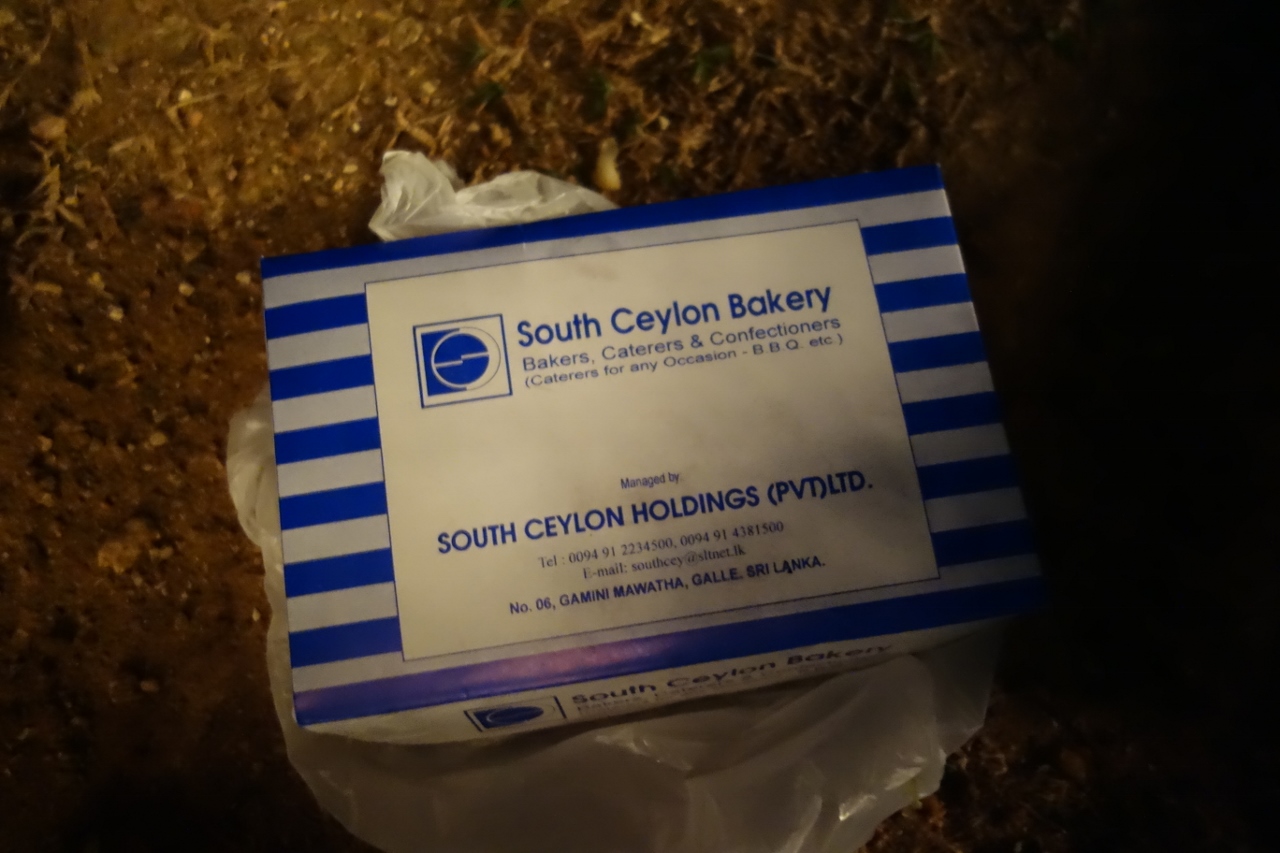 South Ceylon Bakery
Bakers, Caterers & Confectioners
(Caterers for any Occasion - B.B.Q. etc.)
Managed by:
SOUTH CEYLON HOLDINGS (PVT)LTD.
Tel : 0094 91 2234500, 0094 91 4381500
E-mail: southcey@sltnet.lk
No. 06, GAMINI MAWATHA, GALLE. SRI LANKA.
South Ceylon Bakery
Bakers,